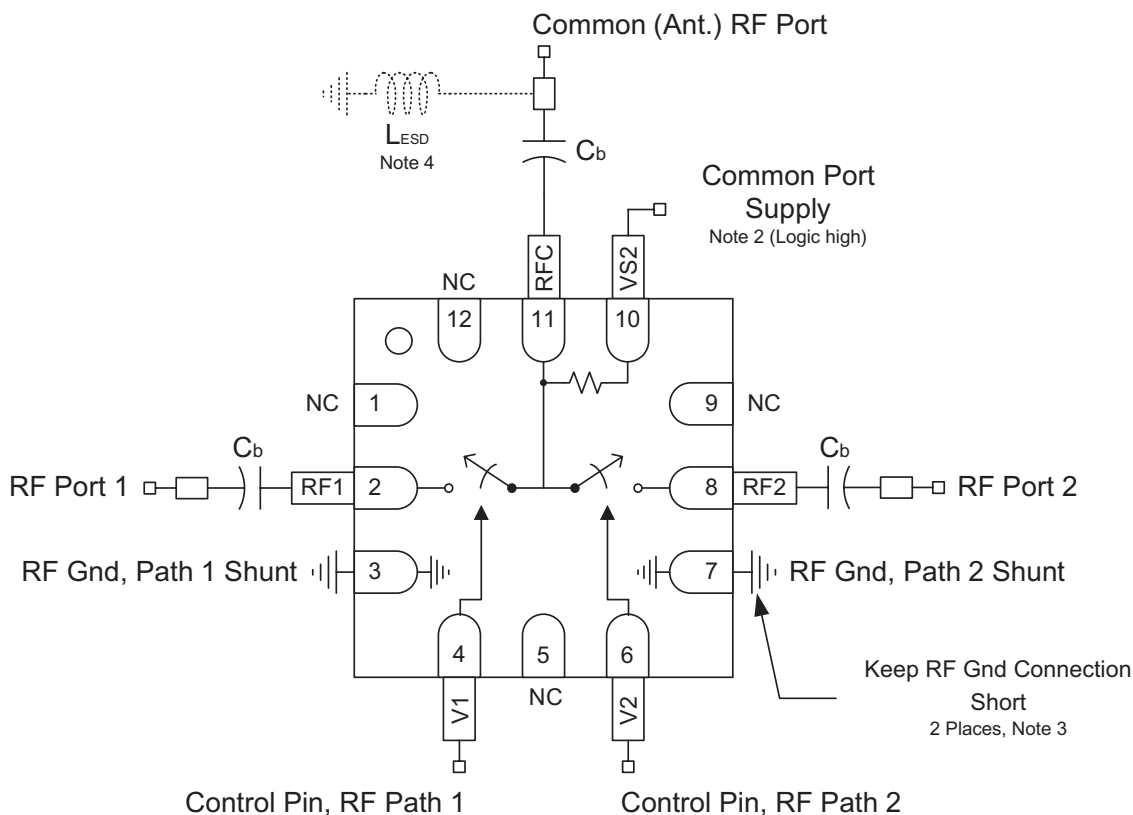 Common (Ant.) RF Port
LESD
Note 4
Cb
Common Port
Supply
Note 2 (Logic high)
NC
RFC
VS2
12
11
10
NC
1
9
NC
Cb
Cb
RF Port 1
RF1
2
8
RF2
RF Port 2
RF Gnd, Path 1 Shunt
3
7
RF Gnd, Path 2 Shunt
4
5
6
NC
V1
V2
Keep RF Gnd Connection
Short
2 Places, Note 3
Control Pin, RF Path 1
Control Pin, RF Path 2